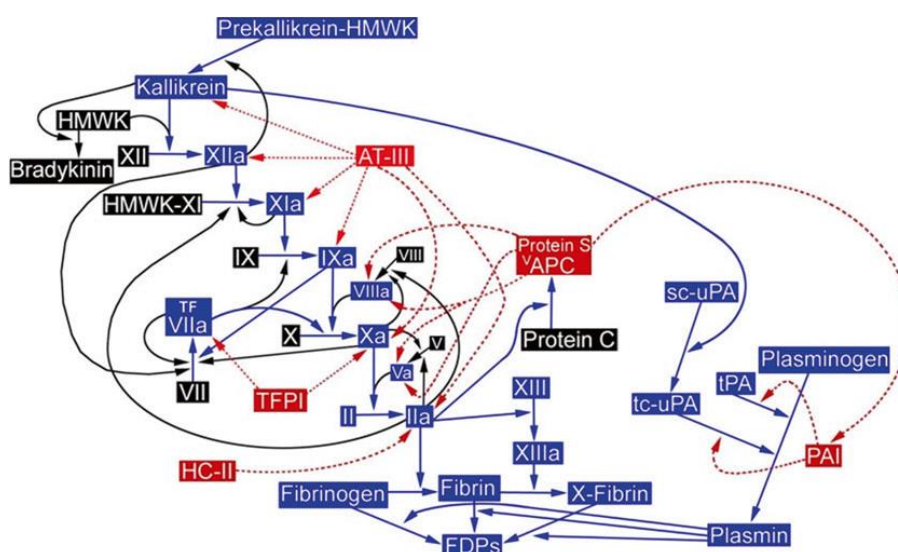 Prekallikrein-HMWK
Kallikrein
HMWK
XII
XIIa
AT-III
Bradykinin
HMWK-XI
XIa
IX
IXa
VIII
Protein S
V APC
VIIIa
sc-uPA
TF
VIIa
X
Xa
V
Protein C
Plasminogen
VII
TFPI
Va
XIII
tPA
tc-uPA
II
IIa
XIIIa
PAI
HC-II
Fibrinogen
Fibrin
X-Fibrin
Plasmin
FDPs